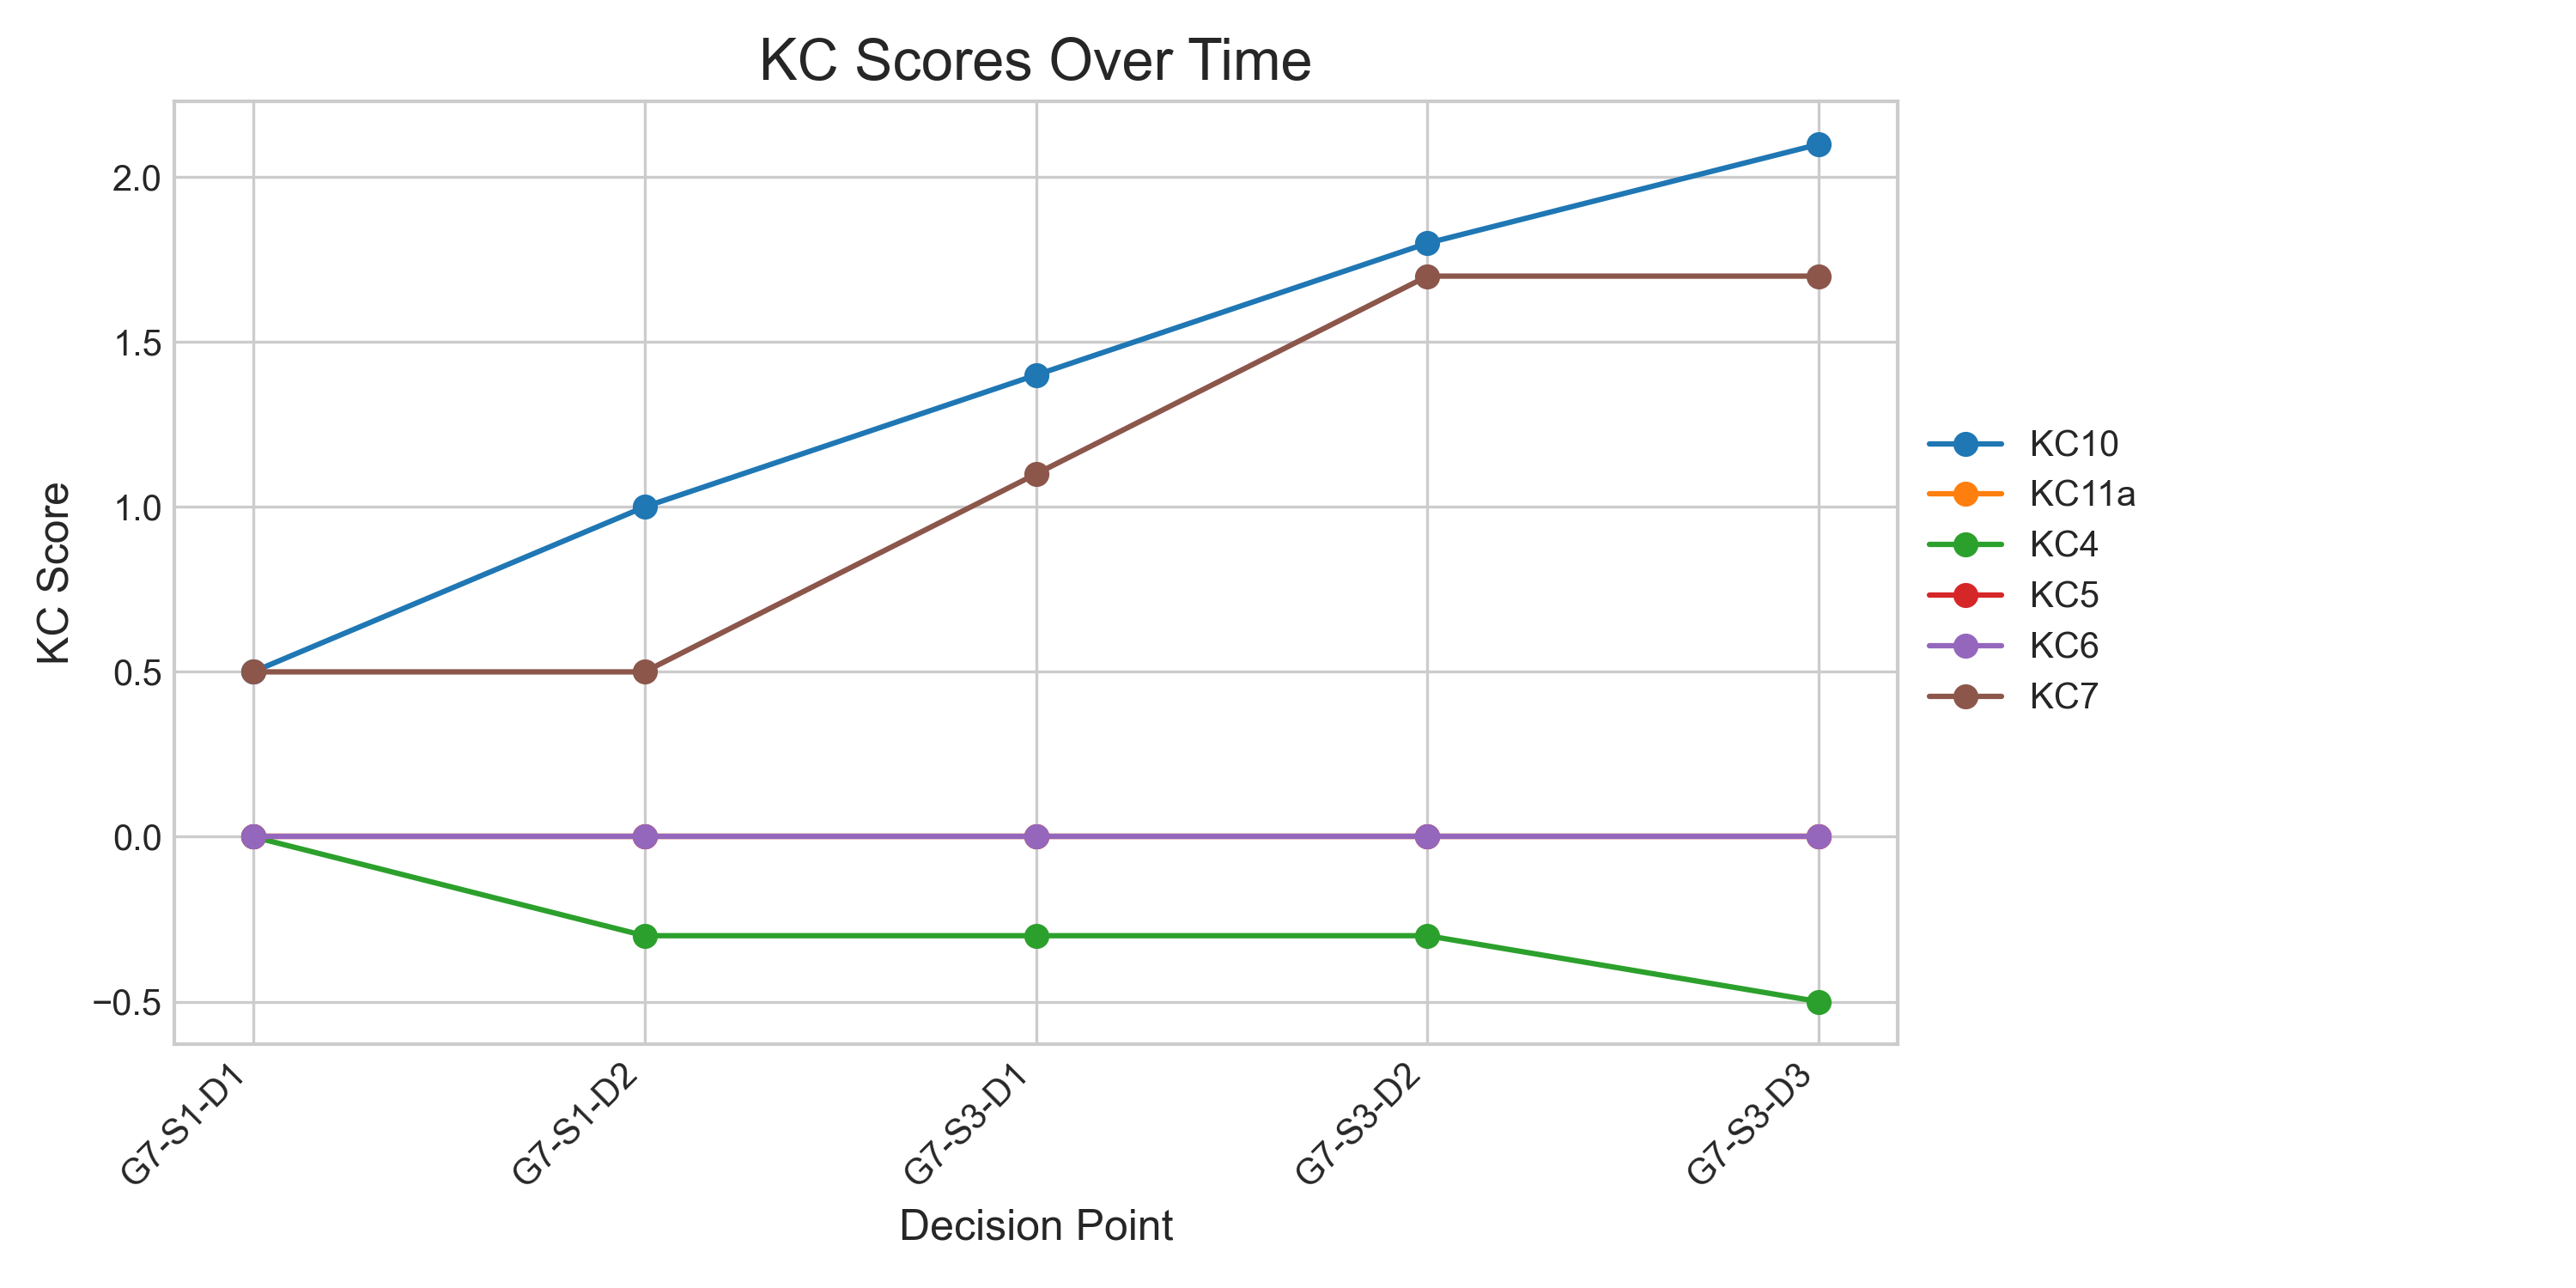 KC Scores Over Time
KC Score
2.0
1.5
1.0
0.5
0.0
−0.5
G7-S1-D1
G7-S1-D2
G7-S3-D1
G7-S3-D2
G7-S3-D3
Decision Point
KC10
KC11a
KC4
KC5
KC6
KC7